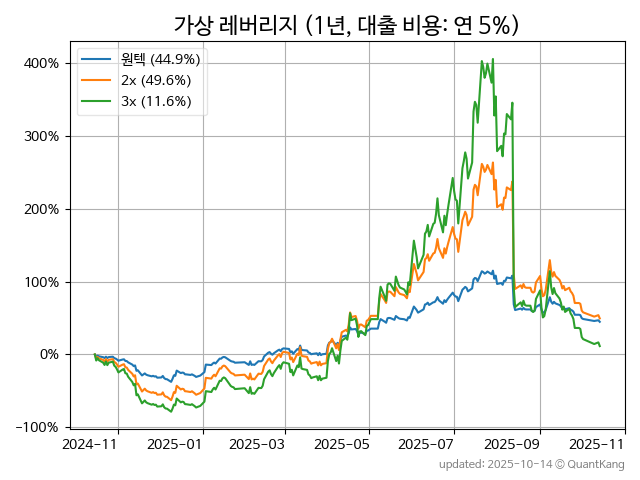 가상 레버리지 (1년, 대출 비용: 연 5%)
원텍 (44.9%)
2x (49.6%)
3x (11.6%)
400%
300%
200%
100%
0%
−100%
2024-11 2025-01 2025-03 2025-05 2025-07 2025-09 2025-11
updated: 2025-10-14 © QuantKang